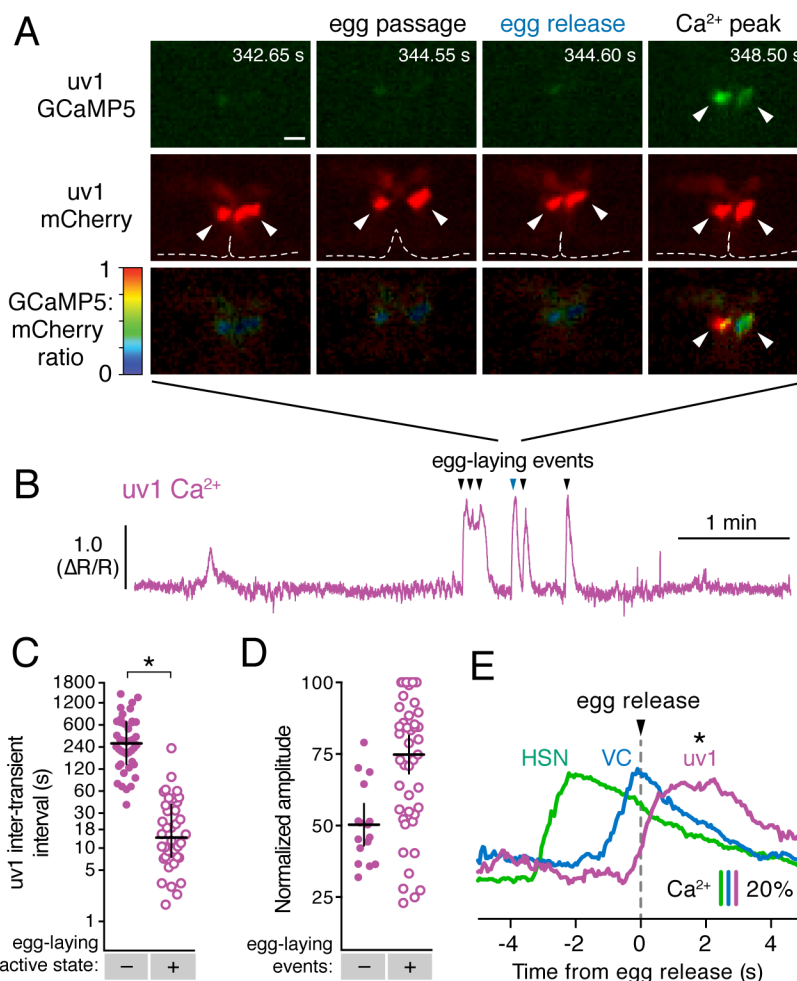 A
egg passage
egg release
Ca2+ peak
uv1
GCaMP5
342.65 s
344.55 s
344.60 s
348.50 s
uv1
mCherry
1
GCaMP5:
mCherry
ratio
0
B
uv1 Ca2+
egg-laying events
1.0
(ΔR/R)
1 min
C
*
uv1 inter-transient
interval (s)
1800
1200
600
240
120
60
30
18
10
5
1
egg-laying
active state:
–
+
D
Normalized amplitude
100
75
50
25
egg-laying
events:
–
+
E
egg release
*
HSN
VC
uv1
Ca2+
20%
-4
-2
0
2
4
Time from egg release (s)